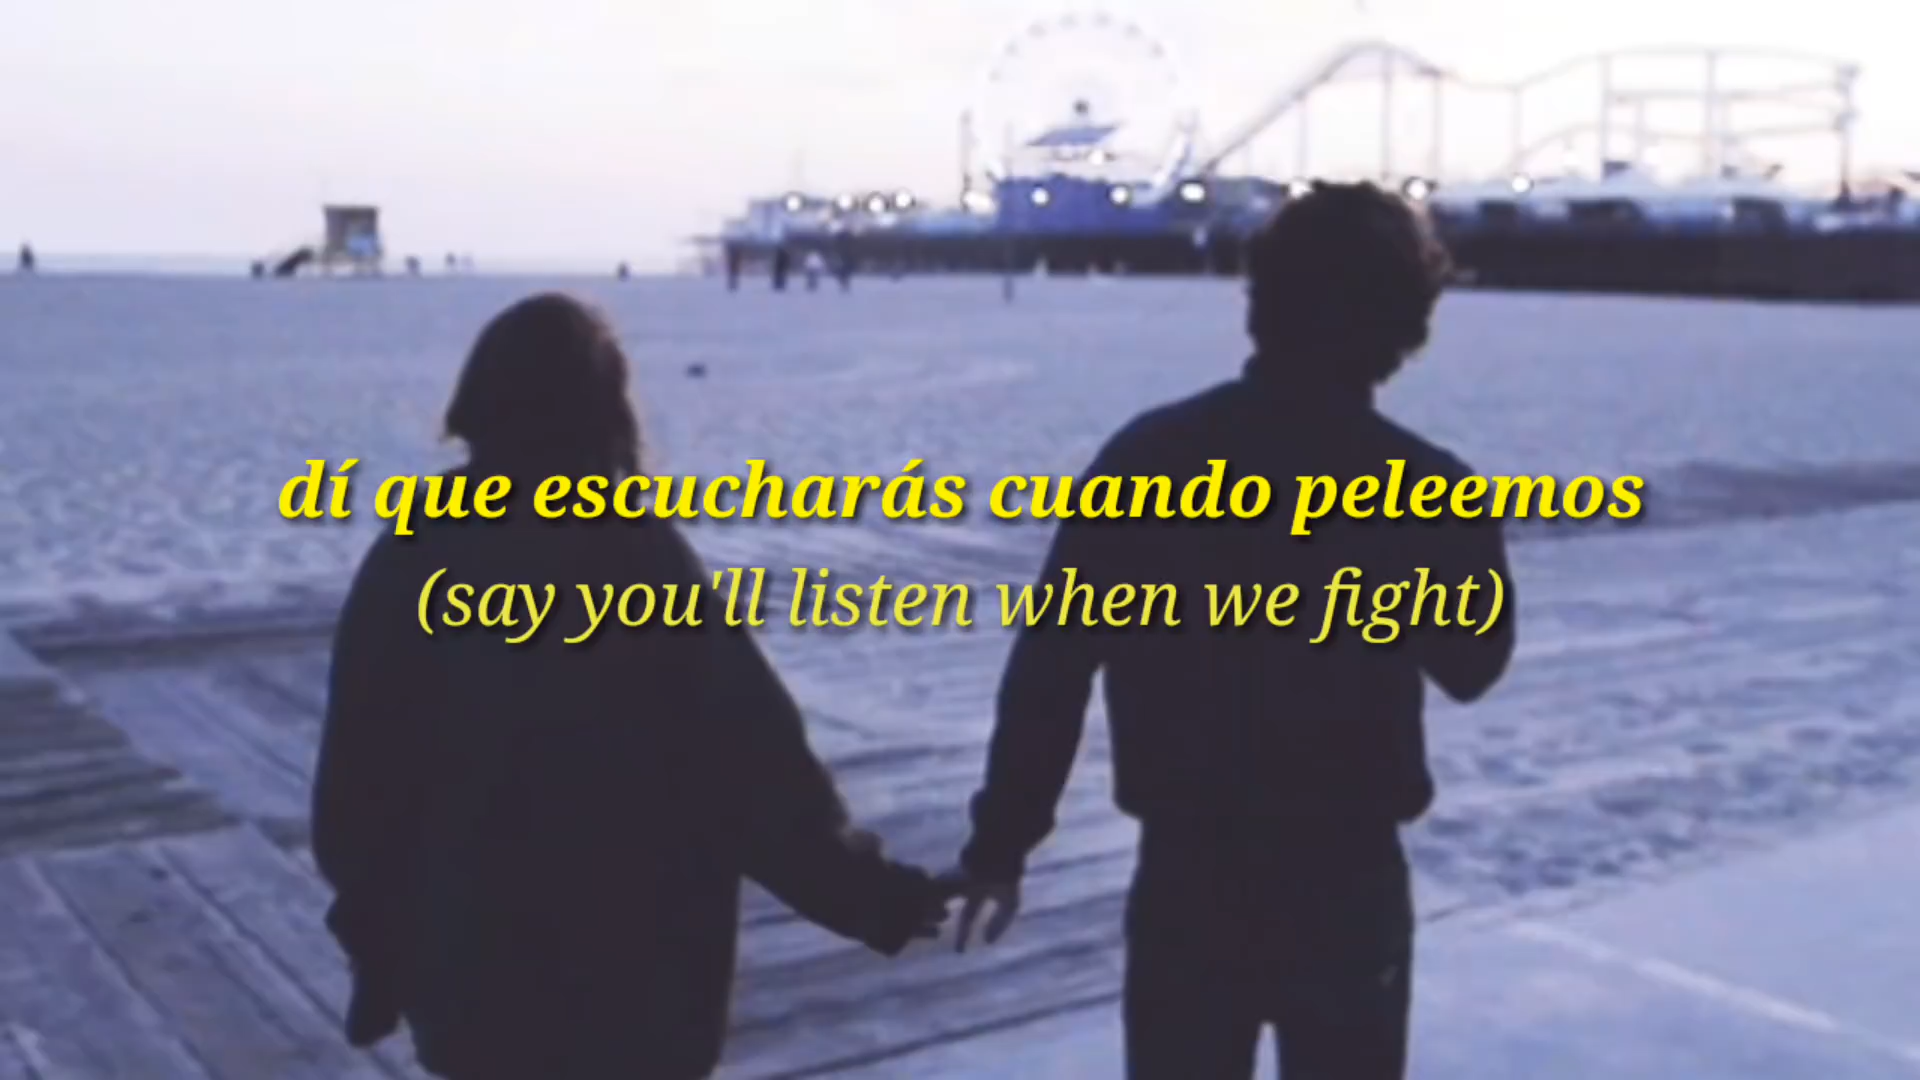 dí que escucharás cuando peleemos
(say you'll listen when we fight)